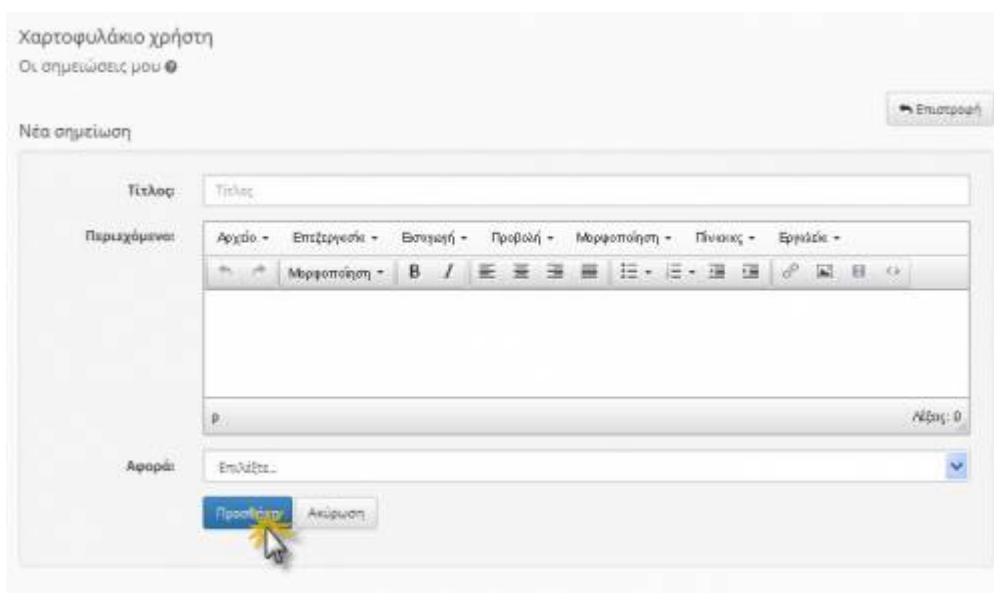 Χαρτοφυλάκιο χρήστη
Οι σημειώσεις μου
Επιστροφή
Νέα σημείωση
Τίτλος: Τίτλος
Περιεχόμενο: Αρχείο Επεξεργασία Εισαγωγή Προβολή Μορφοποίηση Πίνακας Εργαλεία
Μορφοποίηση B I
p Λέξεις: 0
Αφορά: Επιλέξτε...
Προσθήκη Ακύρωση